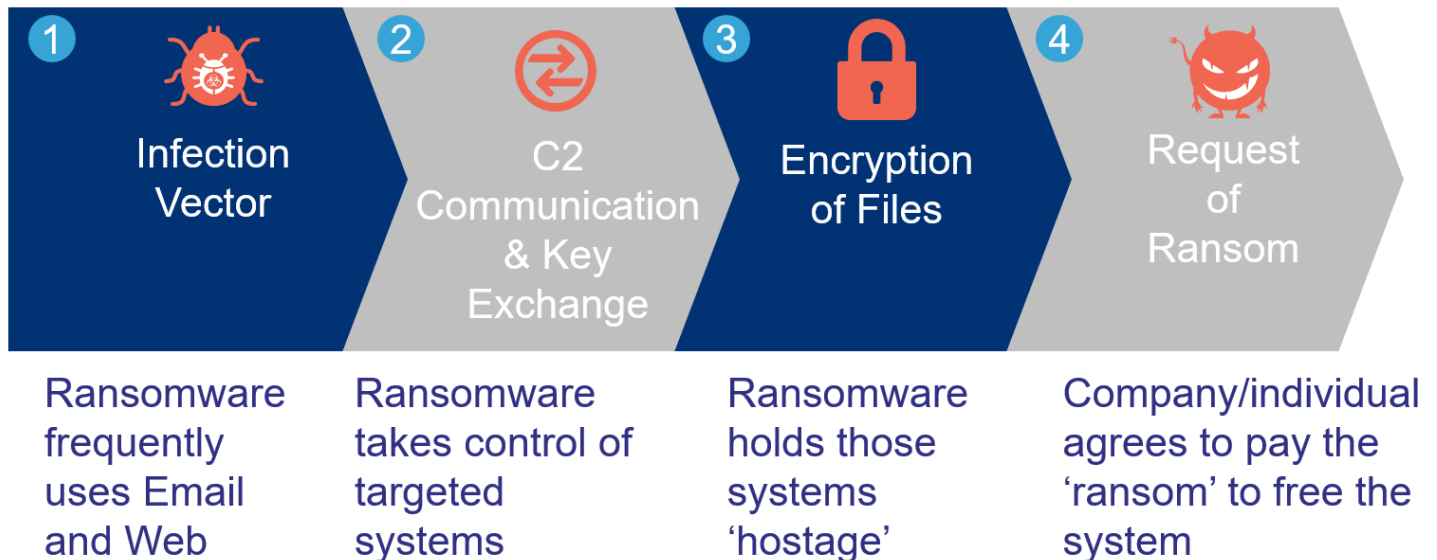 1
Infection
Vector
2
C2
Communication
& Key
Exchange
3
Encryption
of Files
4
Request
of
Ransom
Ransomware
frequently
uses Email
and Web
Ransomware
takes control of
targeted
systems
Ransomware
holds those
systems
‘hostage’
Company/individual
agrees to pay the
‘ransom’ to free the
system